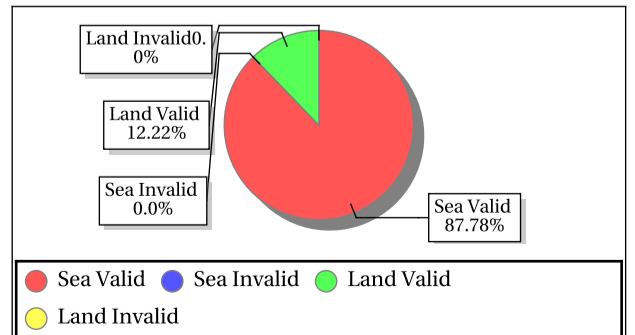 Land Invalid0.
0%
Land Valid
12.22%
Sea Invalid
0.0%
Sea Valid
87.78%
Sea Valid Sea Invalid Land Valid
Land Invalid